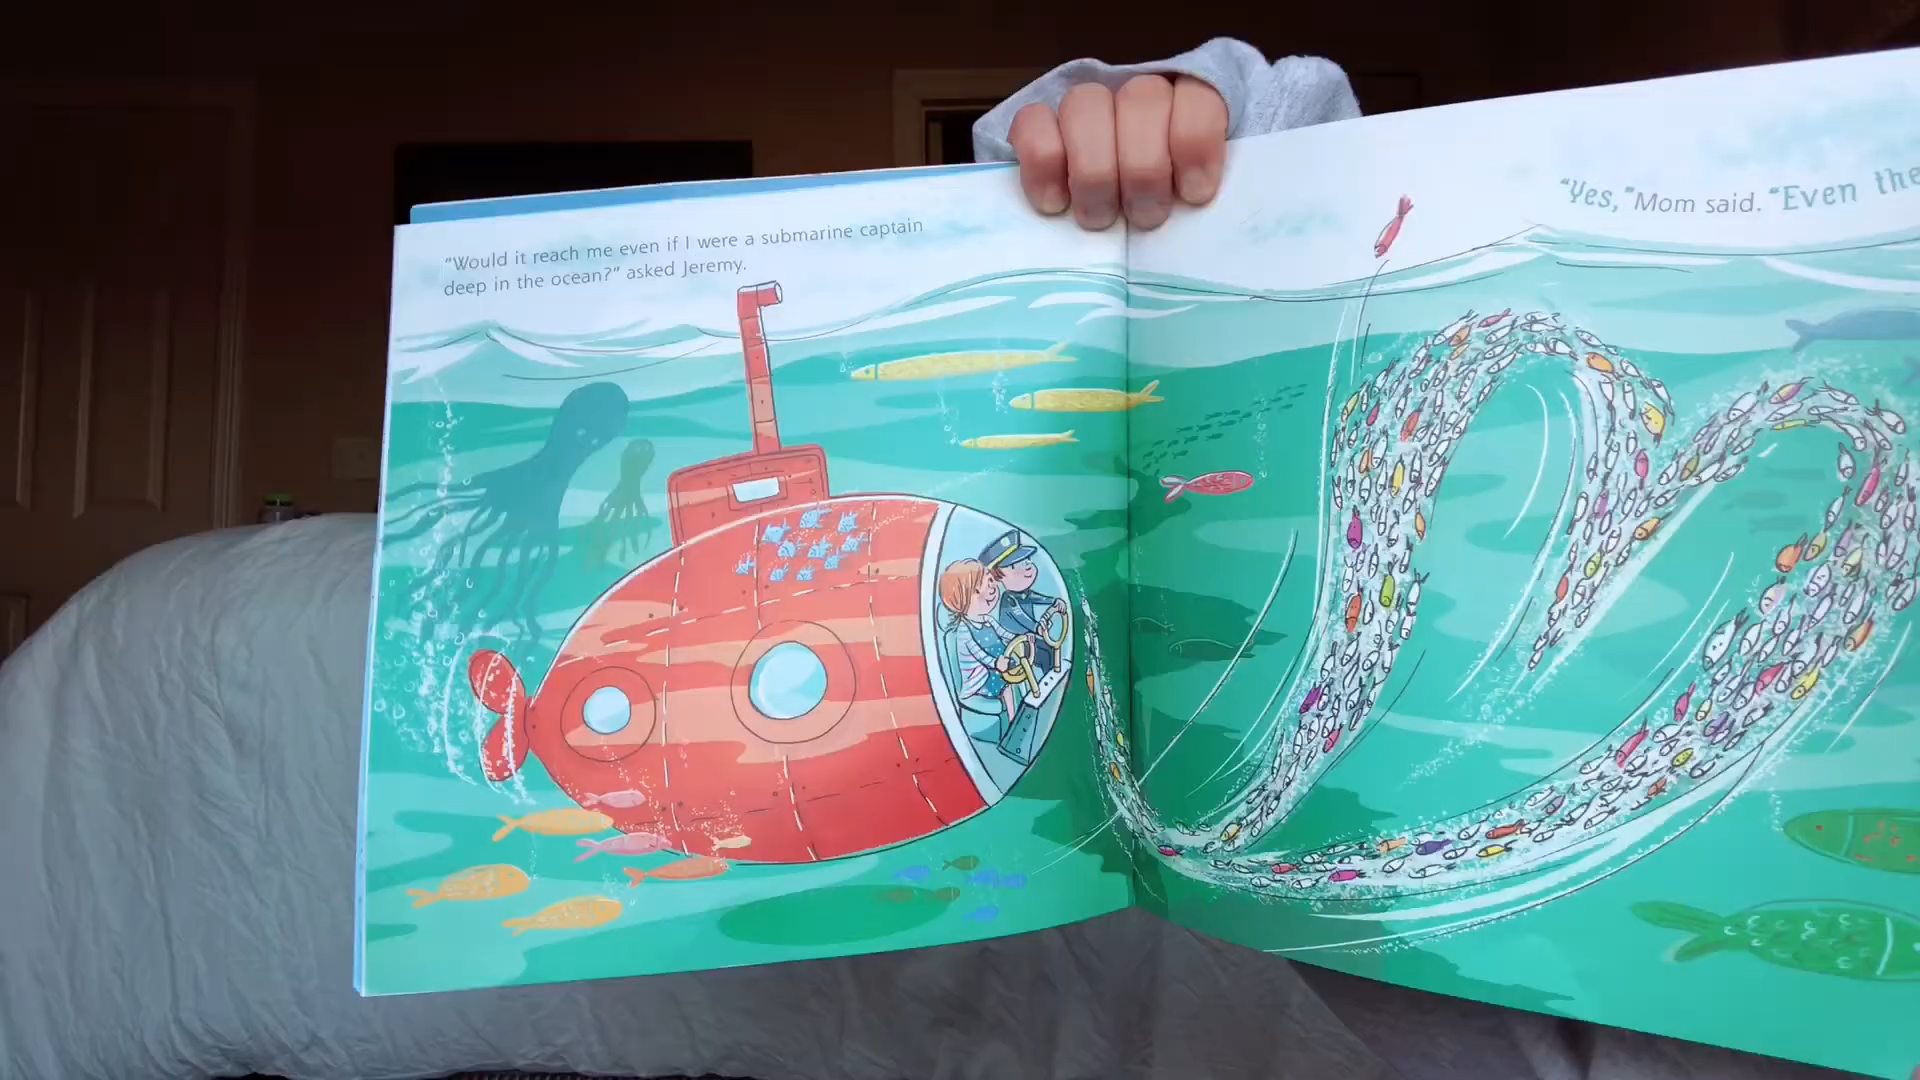 “Would it reach me even if I were a submarine captain
deep in the ocean?” asked Jeremy.
“Yes,” Mom said. “Even the